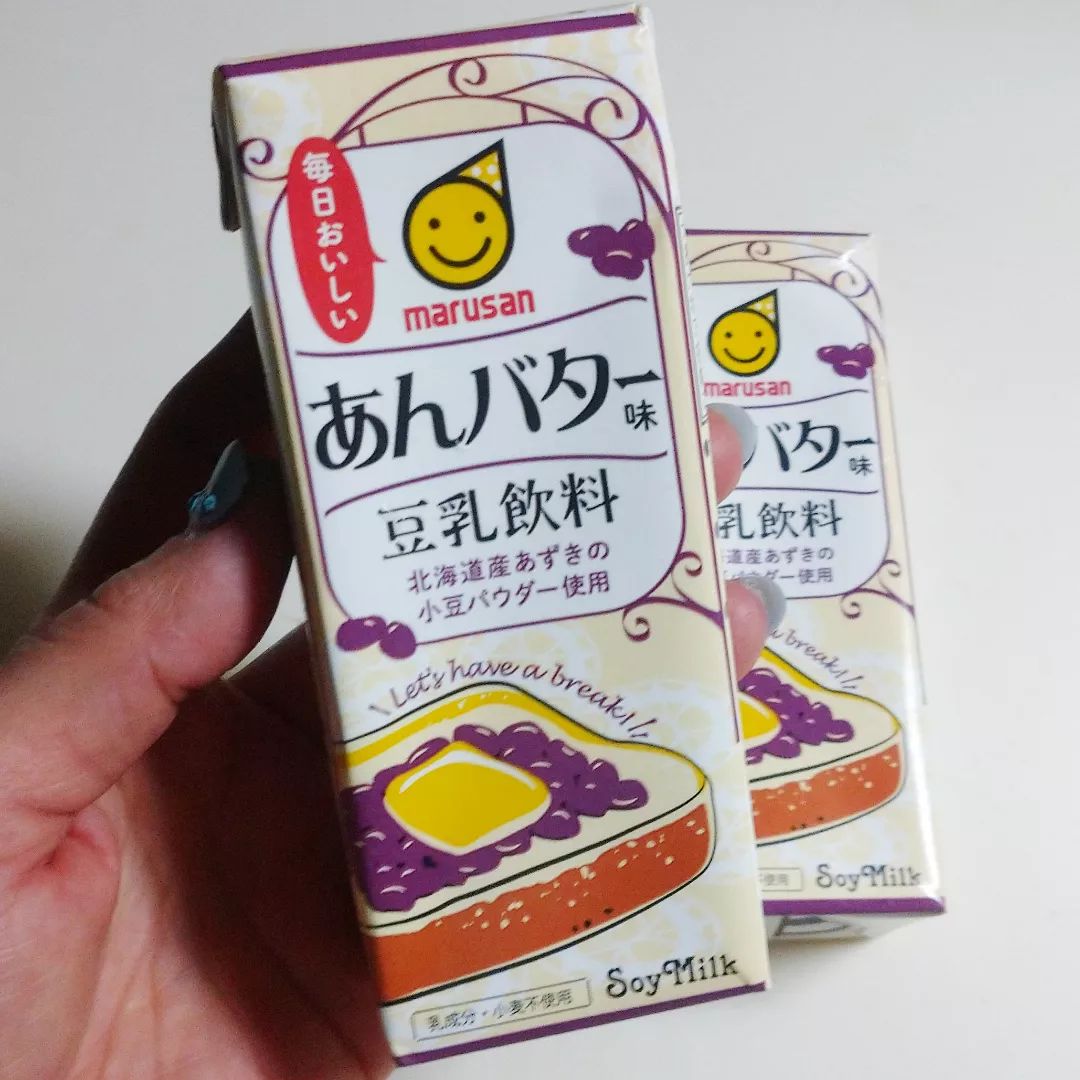 毎日おいしい
marusan
あんバター味
豆乳飲料
北海道産あずきの
小豆パウダー使用
Let's have a break!
乳成分・小麦不使用
SoyMilk
marusan
バター味
乳飲料
道産あずきの
パウダー使用
a break!
使用
SoyMilk